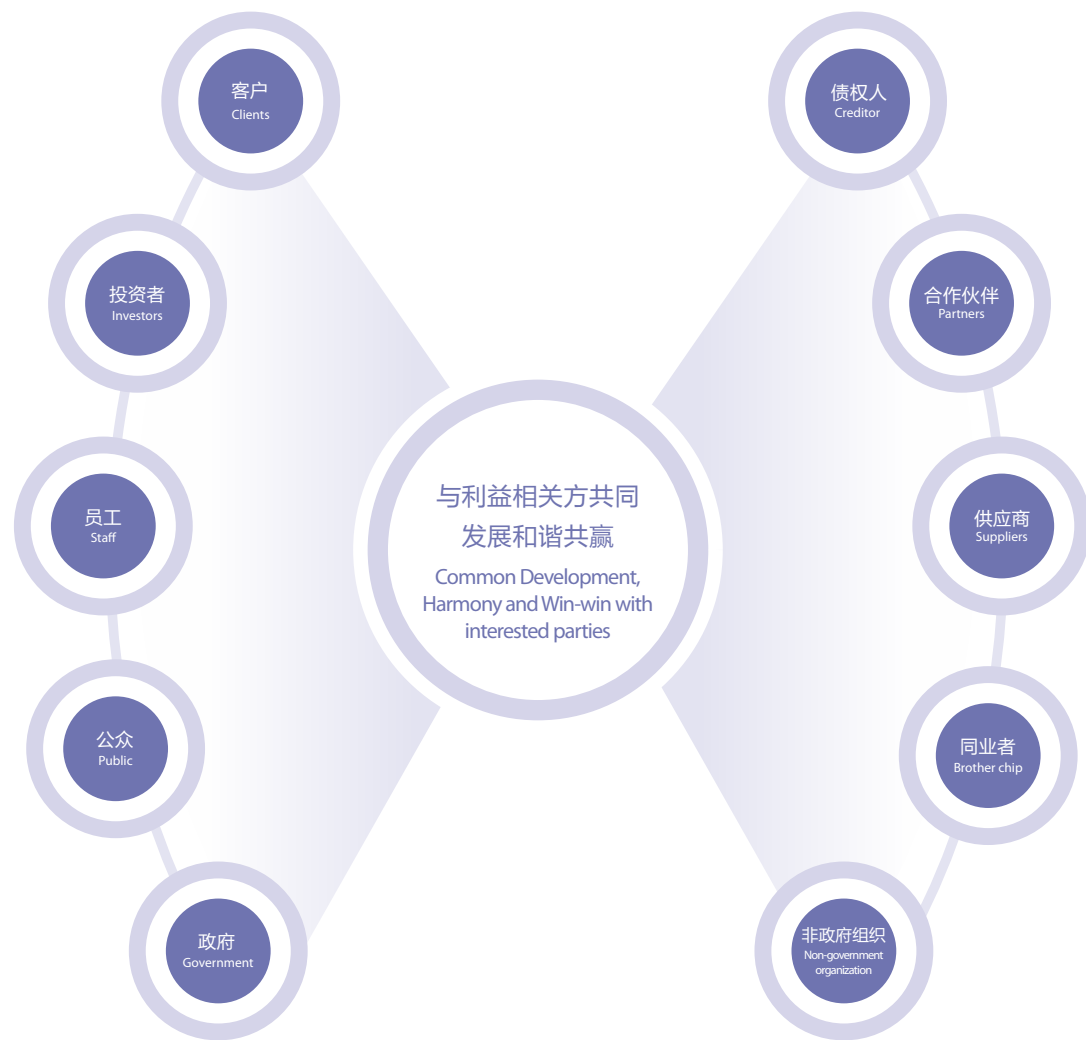 客户
Clients
投资者
Investors
员工
Staff
公众
Public
政府
Government
与利益相关方共同
发展和谐共赢
Common Development,
Harmony and Win-win with
interested parties
债权人
Creditor
合作伙伴
Partners
供应商
Suppliers
同业者
Brother chip
非政府组织
Non-government
organization